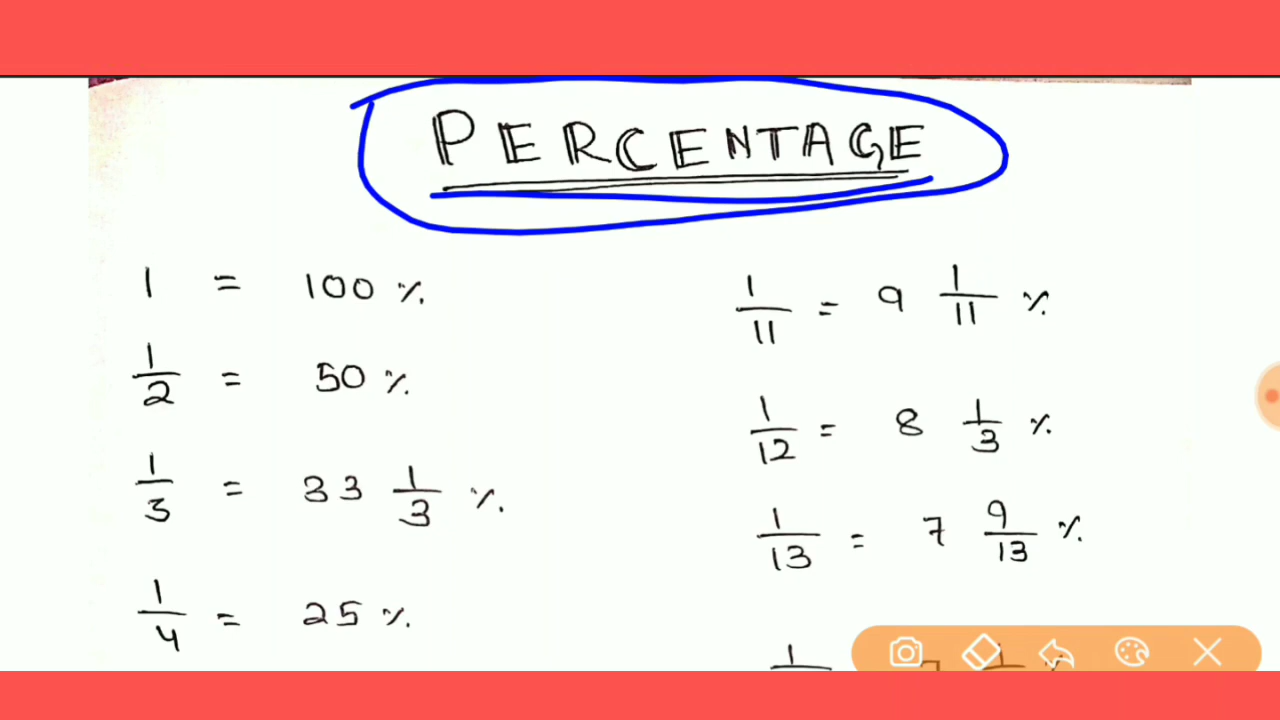 PERCENTAGE
1 = 100 %
1/2 = 50 %
1/3 = 33 1/3 %
1/4 = 25 %
1/11 = 9 1/11 %
1/12 = 8 1/3 %
1/13 = 7 9/13 %